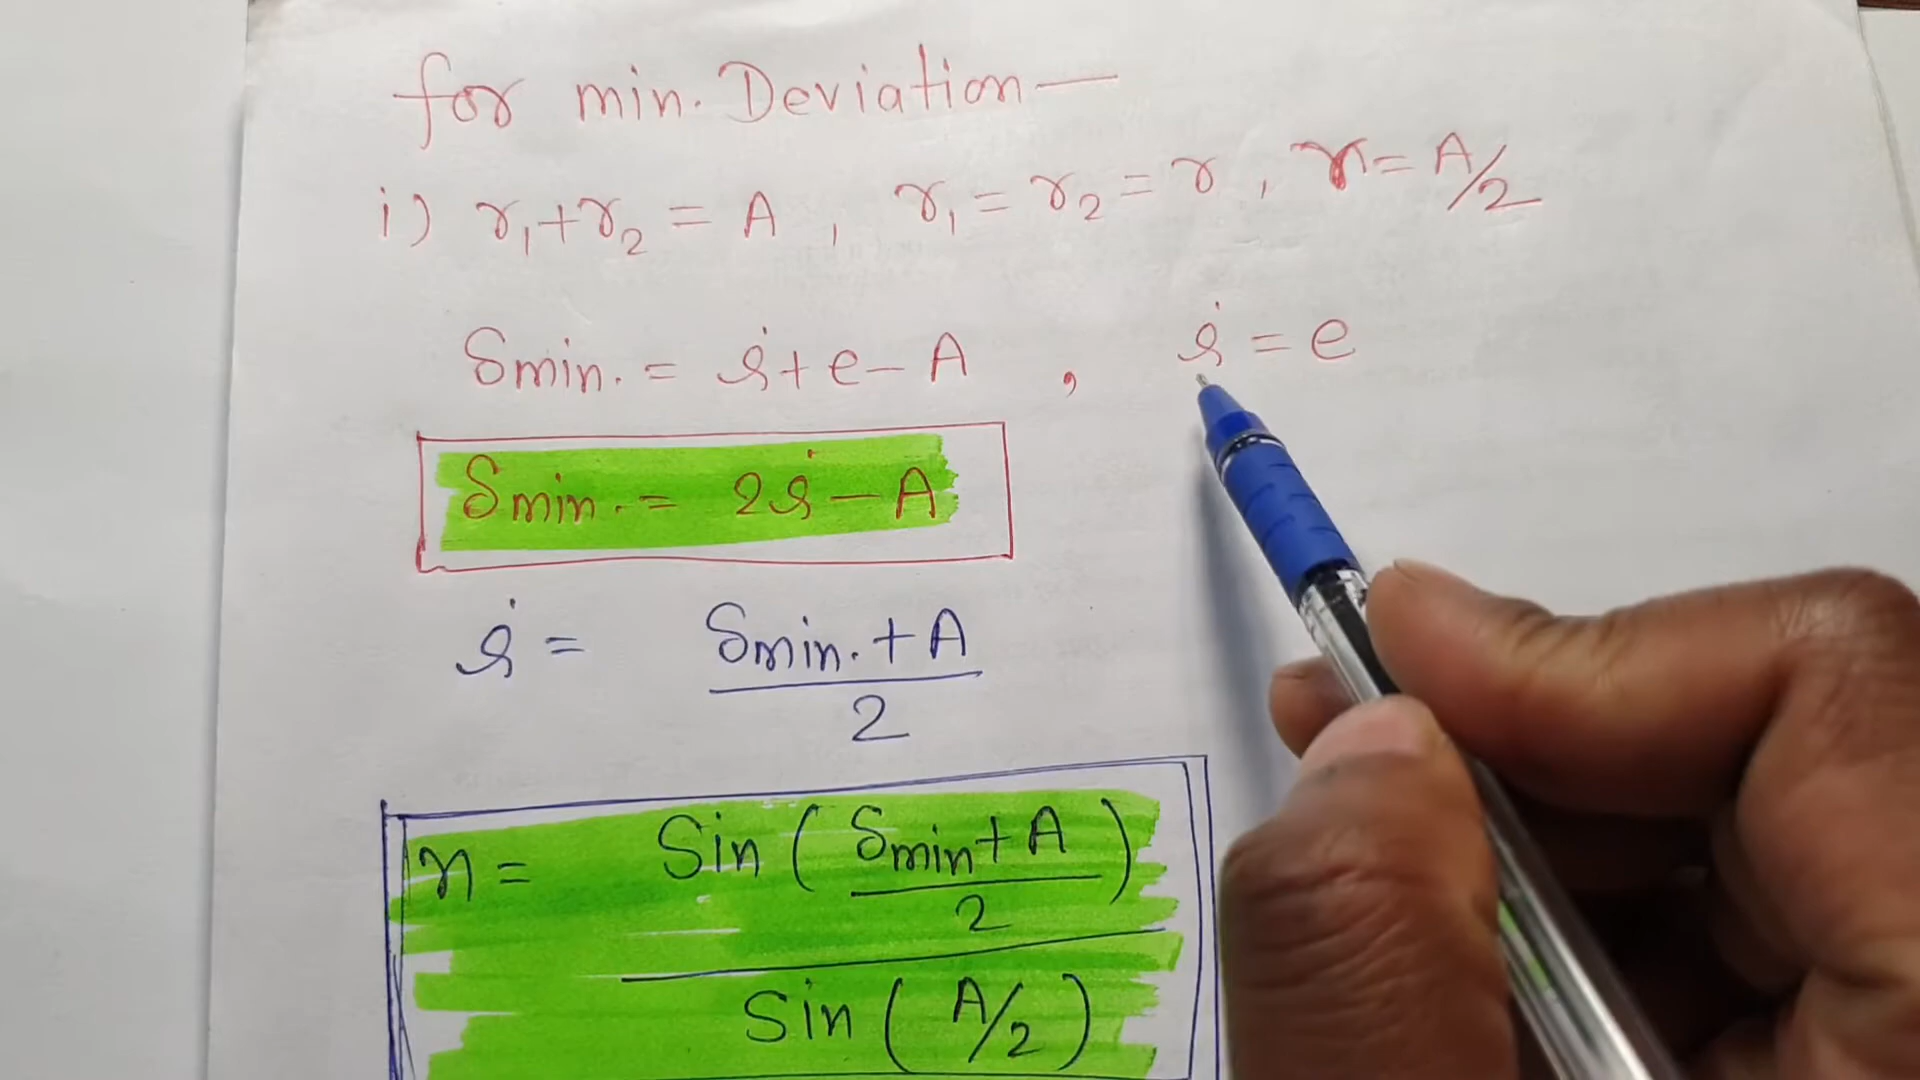 for min. Deviation—
i) r₁+r₂ = A , r₁ = r₂ = r , r = A/2
δmin. = i+e–A , i = e
δmin. = 2i–A
i = δmin.+A / 2
n = Sin ( δmin+A / 2 ) / Sin ( A/2 )